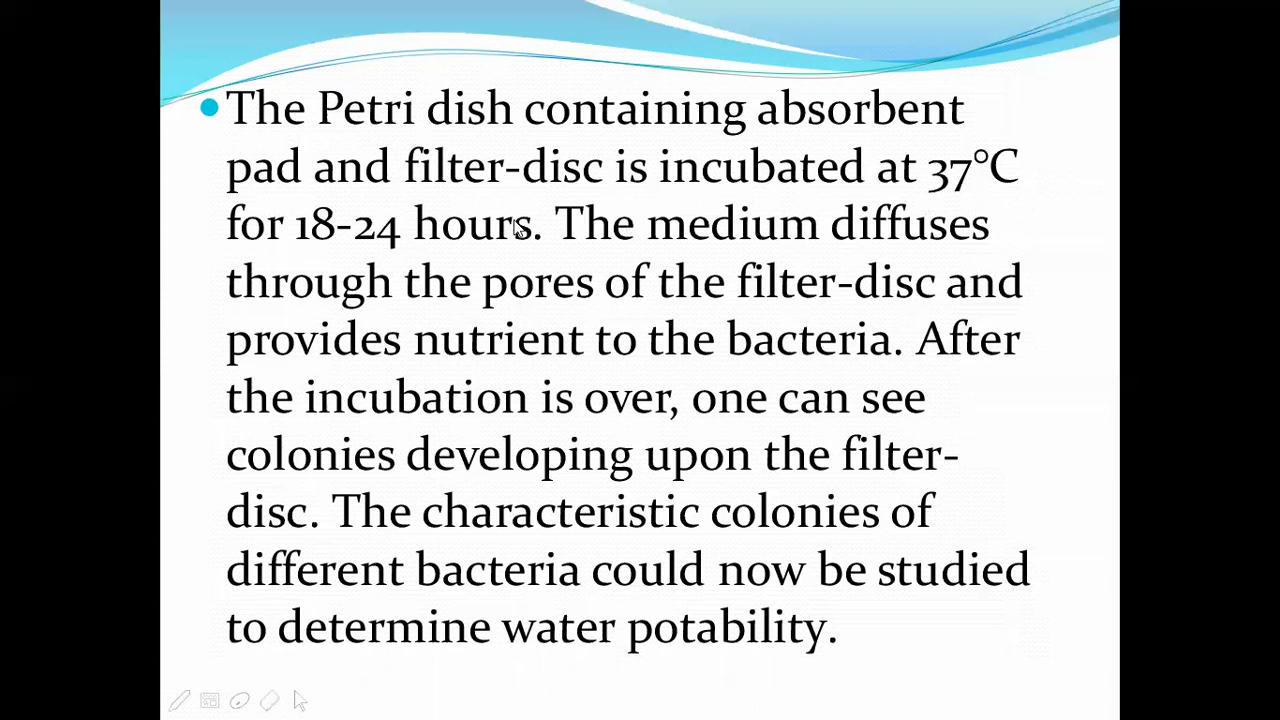 The Petri dish containing absorbent
pad and filter-disc is incubated at 37°C
for 18-24 hours. The medium diffuses
through the pores of the filter-disc and
provides nutrient to the bacteria. After
the incubation is over, one can see
colonies developing upon the filter-
disc. The characteristic colonies of
different bacteria could now be studied
to determine water potability.